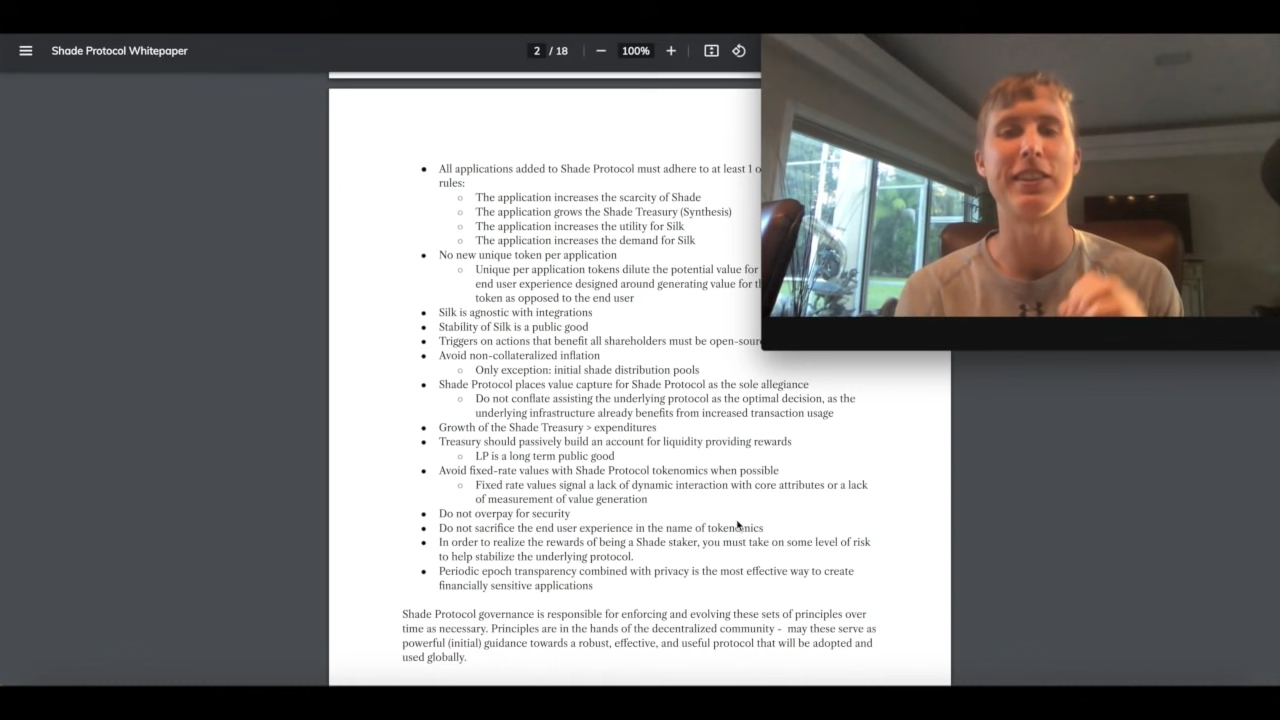 Shade Protocol Whitepaper
2 / 18
100%
All applications added to Shade Protocol must adhere to at least 1
rules:
The application increases the scarcity of Shade
The application grows the Shade Treasury (Synthesis)
The application increases the utility for Silk
The application increases the demand for Silk
No new unique token per application
Unique per application tokens dilute the potential value for
end user experience designed around generating value for
token as opposed to the end user
Silk is agnostic with integrations
Stability of Silk is a public good
Triggers on actions that benefit all shareholders must be
Avoid non-collateralized inflation
Only exception: initial shade distribution pools
Shade Protocol places value capture for Shade Protocol as the sole allegiance
Do not conflate assisting the underlying protocol as the optimal decision, as the
underlying infrastructure already benefits from increased transaction usage
Growth of the Shade Treasury > expenditures
Treasury should passively build an account for liquidity providing rewards
LP is a long term public good
Avoid fixed-rate values with Shade Protocol tokenomics when possible
Fixed rate values signal a lack of dynamic interaction with core attributes or a lack
of measurement of value generation
Do not overpay for security
Do not sacrifice the end user experience in the name of tokenomics
In order to realize the rewards of being a Shade staker, you must take on some level of risk
to help stabilize the underlying protocol.
Periodic epoch transparency combined with privacy is the most effective way to create
financially sensitive applications
Shade Protocol governance is responsible for enforcing and evolving these sets of principles over
time as necessary. Principles are in the hands of the decentralized community - may these serve as
powerful (initial) guidance towards a robust, effective, and useful protocol that will be adopted and
used globally.